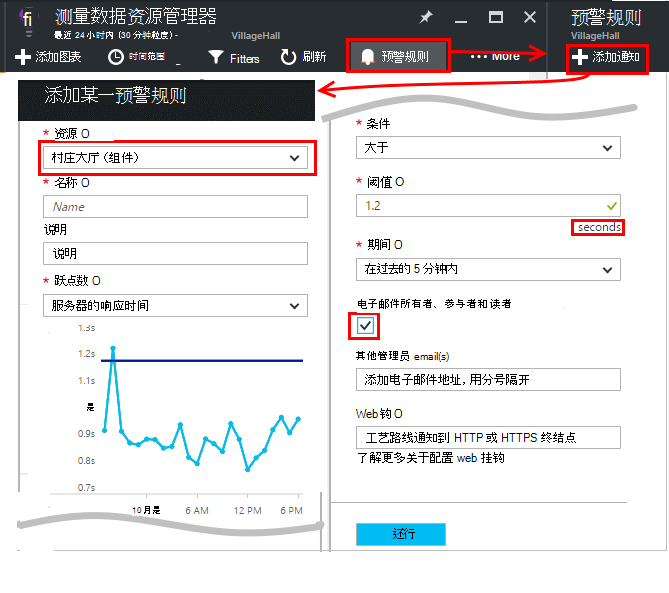 fi
测量数据资源管理器
最近 24 小时内 (30 分钟粒度) -
VillageHall
添加图表
时间范围
Fyters
刷新
预警规则
More
预警规则
VillageHall
添加通知
添加某一预警规则
* 资源 O
村庄大厅 (组件)
* 名称 O
Name
说明
说明
* 跃点数 O
服务器的响应时间
1.3s
1.2s
1.1s
是
0.9s
0.8s
0.7s
10 月是
6 AM
12 PM
6 PM
* 条件
大于
* 阈值 O
1.2
seconds
* 期间 O
在过去的 5 分钟内
电子邮件所有者、参与者和读者
其他管理员 email(s)
添加电子邮件地址, 用分号隔开
Web 钩 O
工艺路线通知到 HTTP 或 HTTPS 终结点
了解更多关于配置 web 挂钩
还行